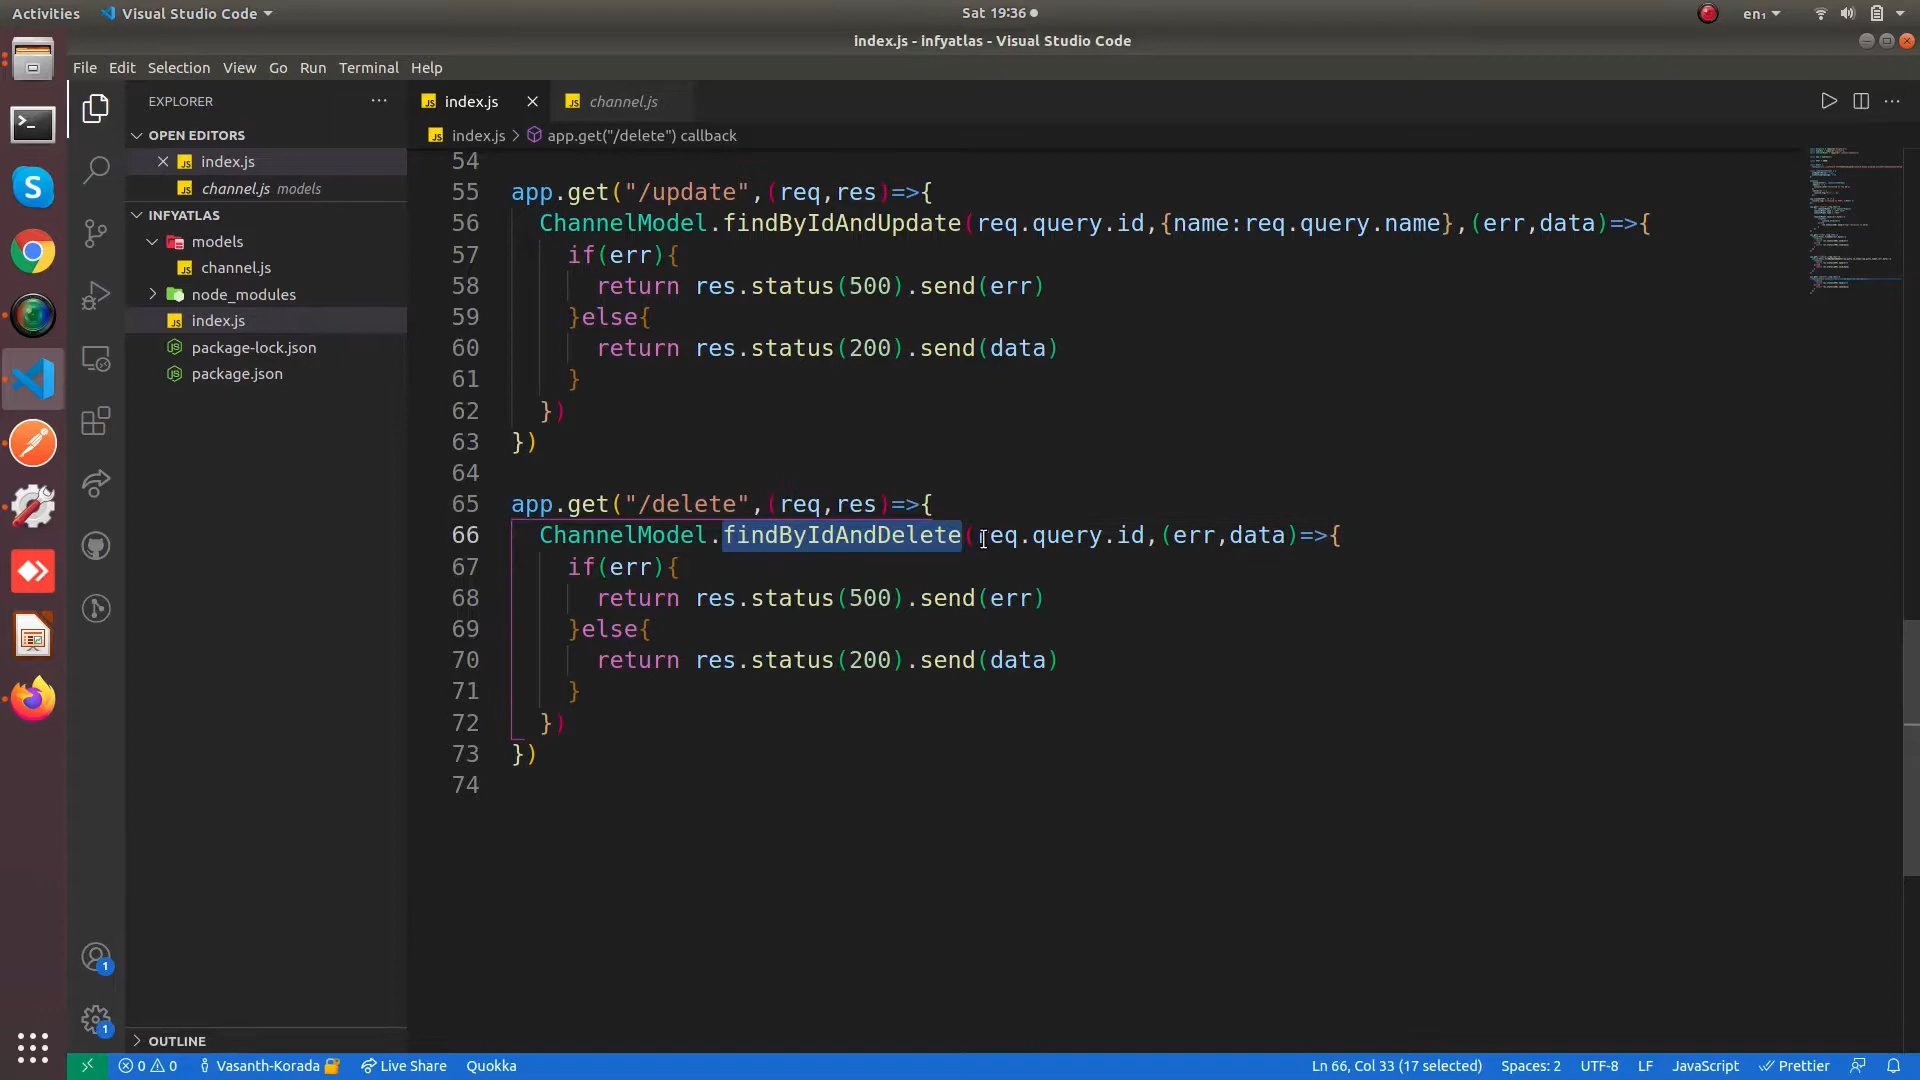 Activities Visual Studio Code Sat 19:36 en₁
index.js - infyatlas - Visual Studio Code
File Edit Selection View Go Run Terminal Help
EXPLORER
OPEN EDITORS
index.js
channel.js models
INFYATLAS
models
channel.js
node_modules
index.js
package-lock.json
package.json
OUTLINE
index.js channel.js
index.js > app.get("/delete") callback
54
55 app.get("/update",(req,res)=>{
56 ChannelModel.findByIdAndUpdate(req.query.id,{name:req.query.name},(err,data)=>{
57 if(err){
58 return res.status(500).send(err)
59 }else{
60 return res.status(200).send(data)
61 }
62 })
63 })
64
65 app.get("/delete",(req,res)=>{
66 ChannelModel.findByIdAndDelete(req.query.id,(err,data)=>{
67 if(err){
68 return res.status(500).send(err)
69 }else{
70 return res.status(200).send(data)
71 }
72 })
73 })
74
1
1
0 0 Vasanth-Korada Live Share Quokka Ln 66, Col 33 (17 selected) Spaces: 2 UTF-8 LF JavaScript Prettier